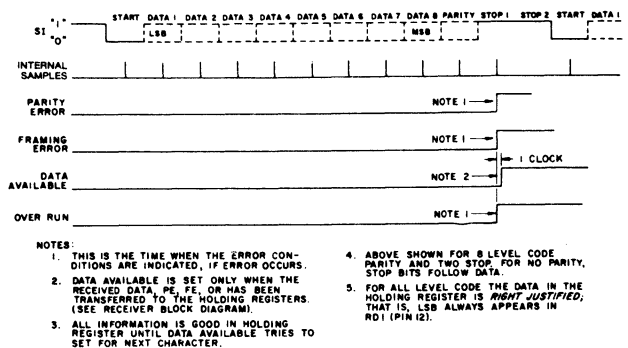 START DATA 1 DATA 2 DATA 3 DATA 4 DATA 5 DATA 6 DATA 7 DATA 8 PARITY STOP 1 STOP 2 START DATA 1
SI "1"
"0"
LSB MSB
INTERNAL
SAMPLES
PARITY
ERROR
NOTE 1
FRAMING
ERROR
NOTE 1
1 CLOCK
DATA
AVAILABLE
NOTE 2
OVER RUN
NOTE 1
NOTES:
1. THIS IS THE TIME WHEN THE ERROR CON-
DITIONS ARE INDICATED, IF ERROR OCCURS.
2. DATA AVAILABLE IS SET ONLY WHEN THE
RECEIVED DATA, PE, FE, OR HAS BEEN
TRANSFERRED TO THE HOLDING REGISTERS.
(SEE RECEIVER BLOCK DIAGRAM).
3. ALL INFORMATION IS GOOD IN HOLDING
REGISTER UNTIL DATA AVAILABLE TRIES TO
SET FOR NEXT CHARACTER.
4. ABOVE SHOWN FOR 8 LEVEL CODE
PARITY AND TWO STOP. FOR NO PARITY,
STOP BITS FOLLOW DATA.
5. FOR ALL LEVEL CODE THE DATA IN THE
HOLDING REGISTER IS RIGHT JUSTIFIED;
THAT IS, LSB ALWAYS APPEARS IN
RD1 (PIN 12).